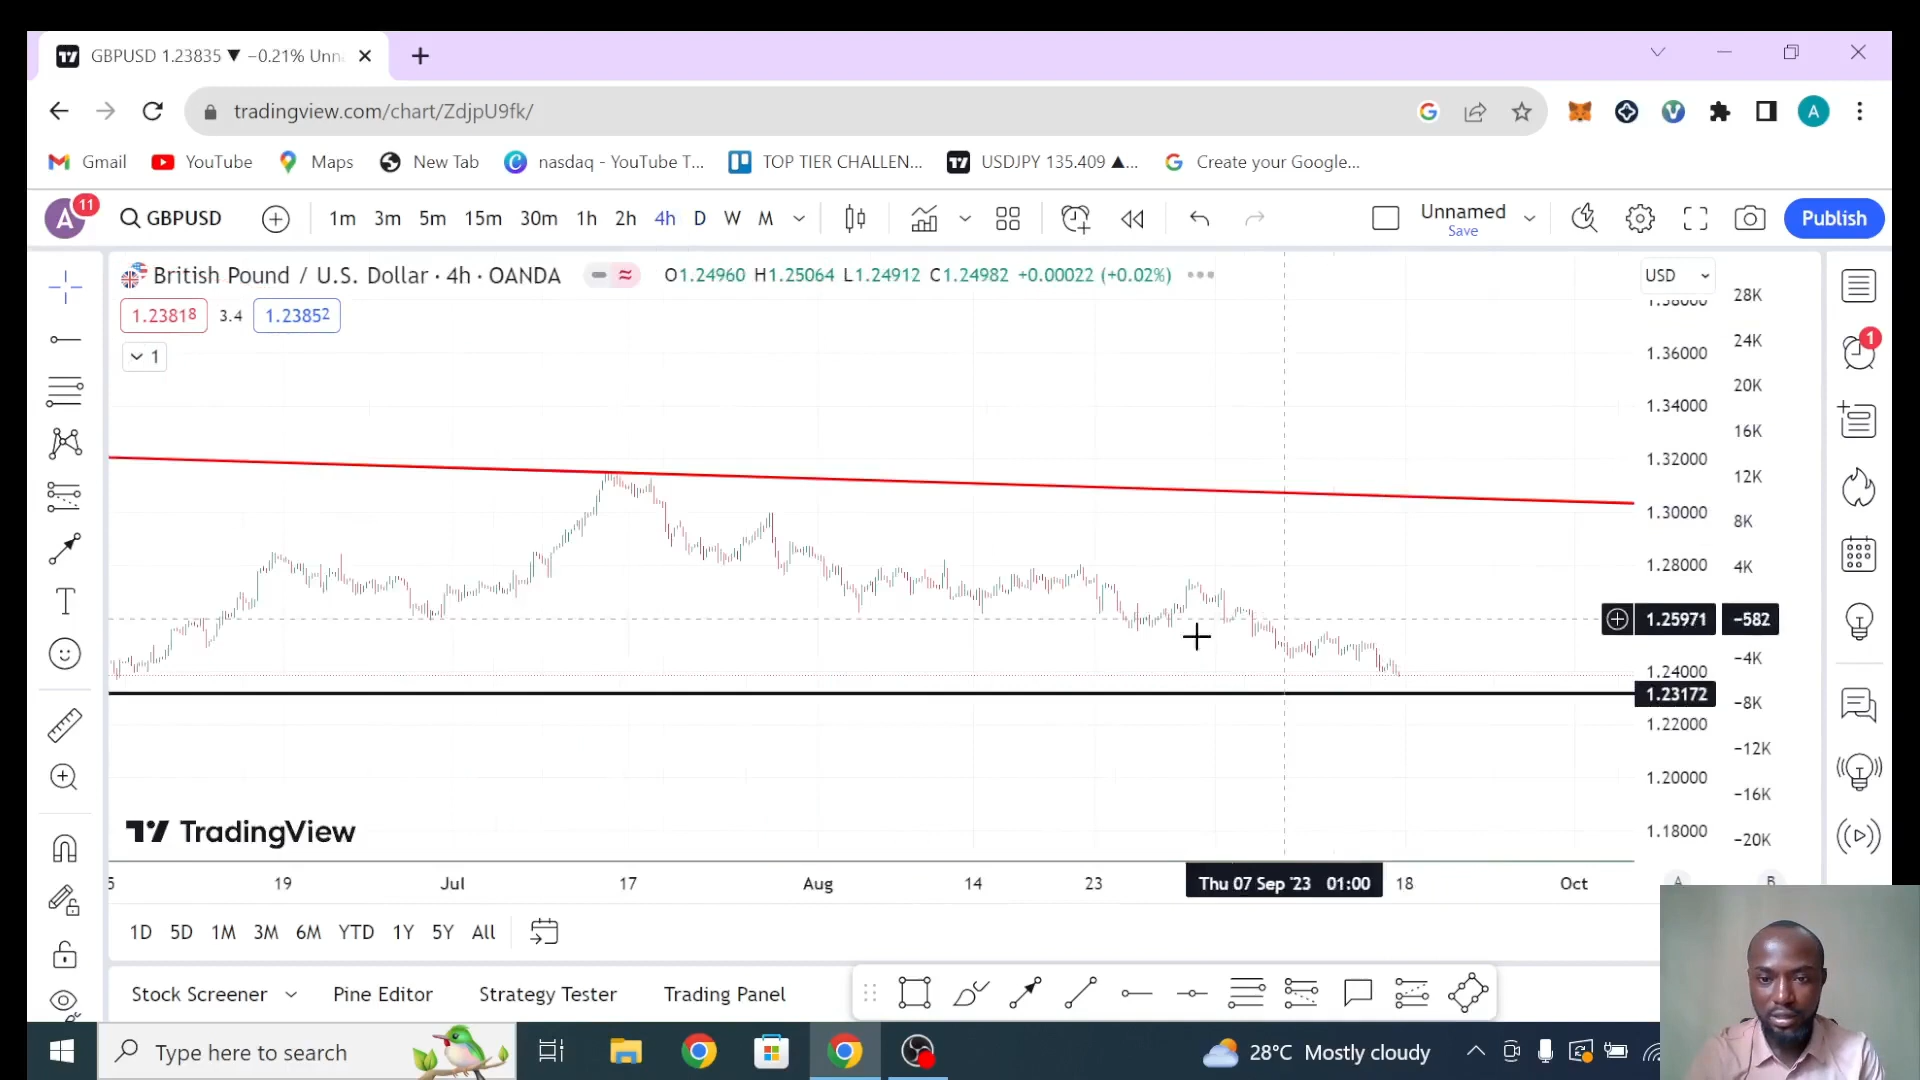 GBPUSD 1.23835 ▼ −0.21% Unn
tradingview.com/chart/ZdjpU9fk/
A
Gmail
YouTube
Maps
New Tab
nasdaq - YouTube T...
TOP TIER CHALLEN...
USDJPY 135.409 ▲...
Create your Google...
A
11
GBPUSD
1m 3m 5m 15m 30m 1h 2h 4h D W M
Unnamed
Save
Publish
British Pound / U.S. Dollar · 4h · OANDA
O1.24960 H1.25064 L1.24912 C1.24982 +0.00022 (+0.02%)
USD
1.23818 3.4 1.23852
1
1.38000
1.36000
1.34000
1.32000
1.30000
1.28000
1.25971
1.24000
1.23172
1.22000
1.20000
1.18000
28K
24K
20K
16K
12K
8K
4K
−582
−4K
−8K
−12K
−16K
−20K
1
TradingView
5 19 Jul 17 Aug 14 23 Thu 07 Sep '23 01:00 18 Oct
A B
1D 5D 1M 3M 6M YTD 1Y 5Y All
Stock Screener Pine Editor Strategy Tester Trading Panel
Type here to search
28°C Mostly cloudy